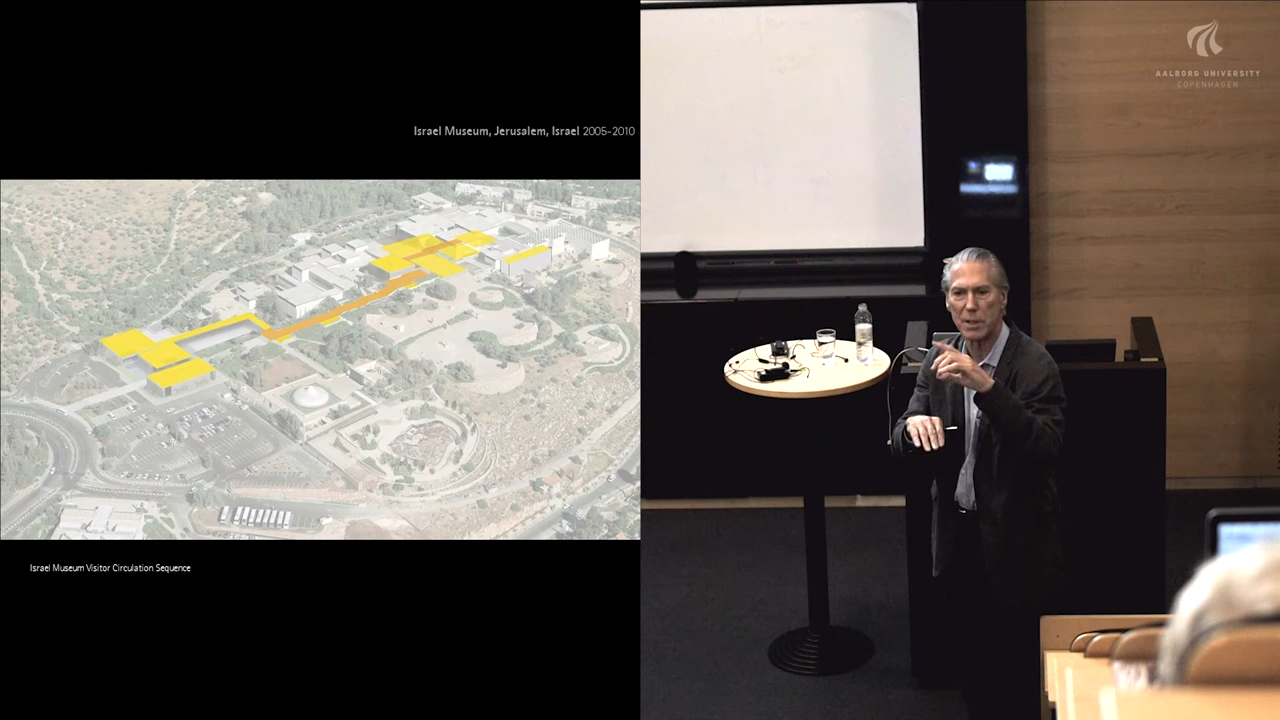 Israel Museum, Jerusalem, Israel 2005-2010
Israel Museum Visitor Circulation Sequence
AALBORG UNIVERSITY
COPENHAGEN